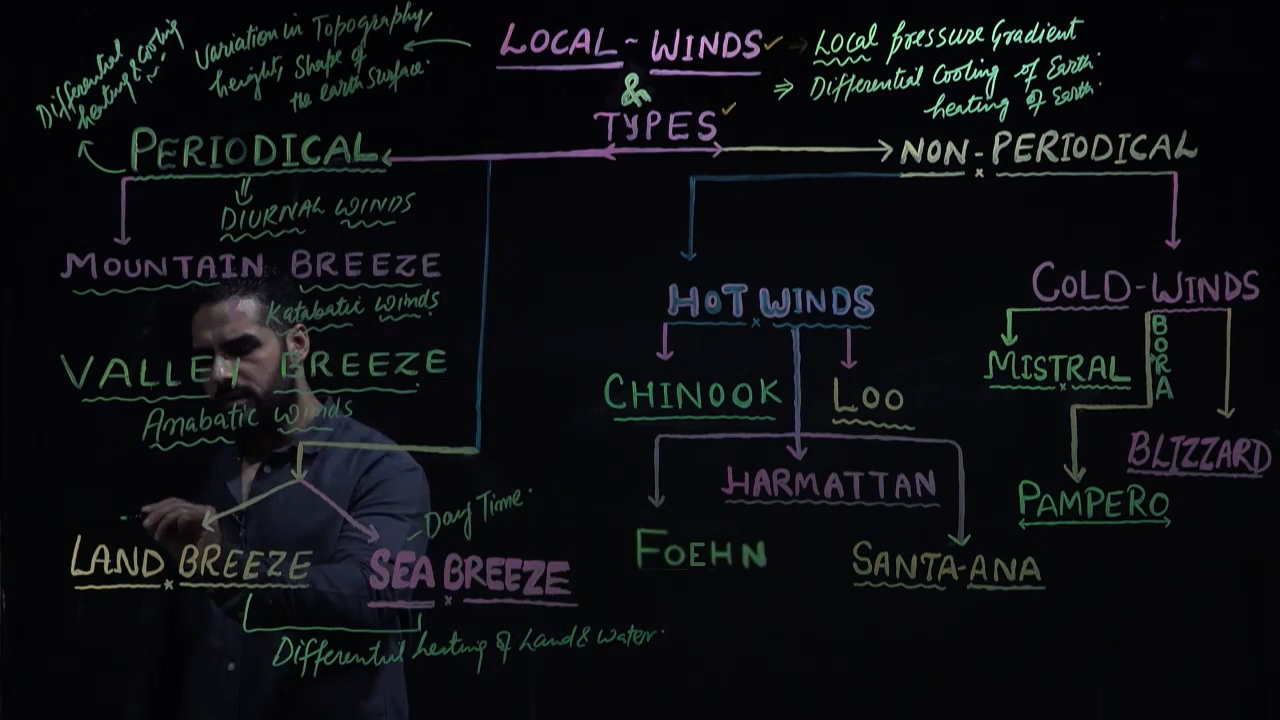 LOCAL - WINDS
&
TYPES
Variation in Topography,
height, Shape of
the earth surface.
Differential
heating & cooling
Local pressure Gradient
⇒ Differential Cooling of Earth.
heating of Earth.
PERIODICAL
NON-PERIODICAL
DIURNAL WINDS
MOUNTAIN BREEZE
Katabatic winds
VALLEY BREEZE
Anabatic winds
LAND BREEZE
SEA BREEZE
Day Time.
Differential heating of Land & water.
HOT WINDS
CHINOOK
LOO
HARMATTAN
FOEHN
SANTA-ANA
COLD-WINDS
MISTRAL
BORA
BLIZZARD
PAMPERO